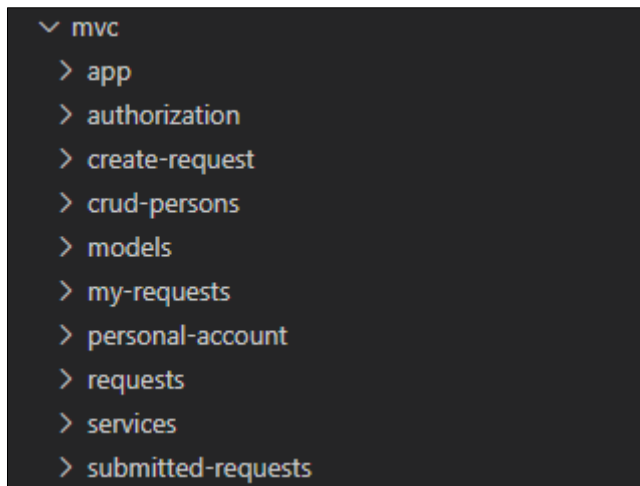 mvc
app
authorization
create-request
crud-persons
models
my-requests
personal-account
requests
services
submitted-requests